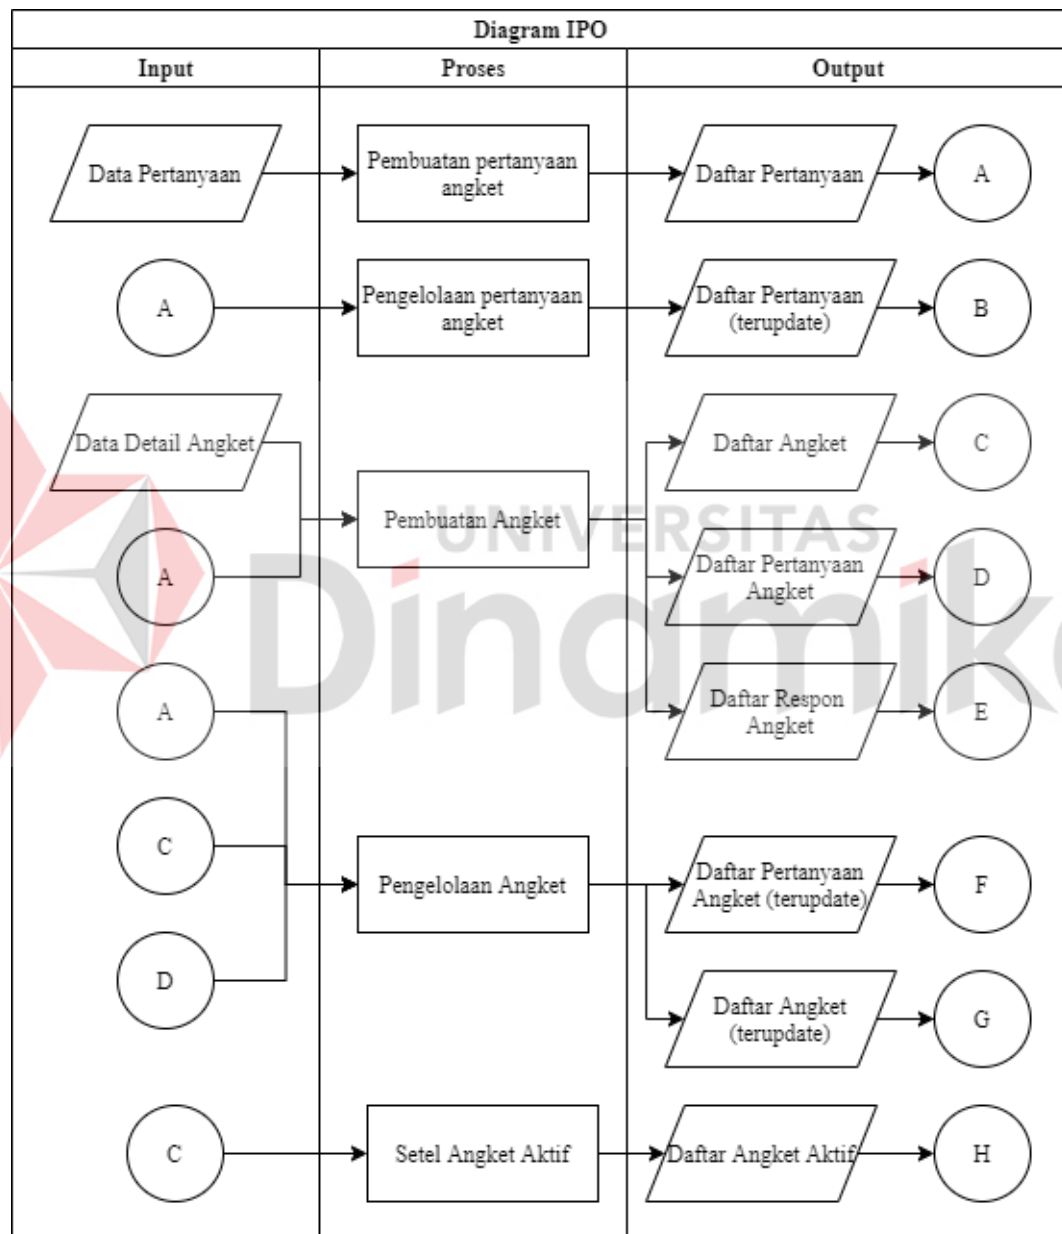 Diagram IPO
Input
Proses
Output
Data Pertanyaan
Pembuatan pertanyaan
angket
Daftar Pertanyaan
A
A
Pengelolaan pertanyaan
angket
Daftar Pertanyaan
(terupdate)
B
Data Detail Angket
A
Pembuatan Angket
Daftar Angket
C
UNIVERSITAS
Dinamika
Daftar Pertanyaan
Angket
D
Daftar Respon
Angket
E
A
C
D
Pengelolaan Angket
Daftar Pertanyaan
Angket (terupdate)
F
Daftar Angket
(terupdate)
G
C
Setel Angket Aktif
Daftar Angket Aktif
H